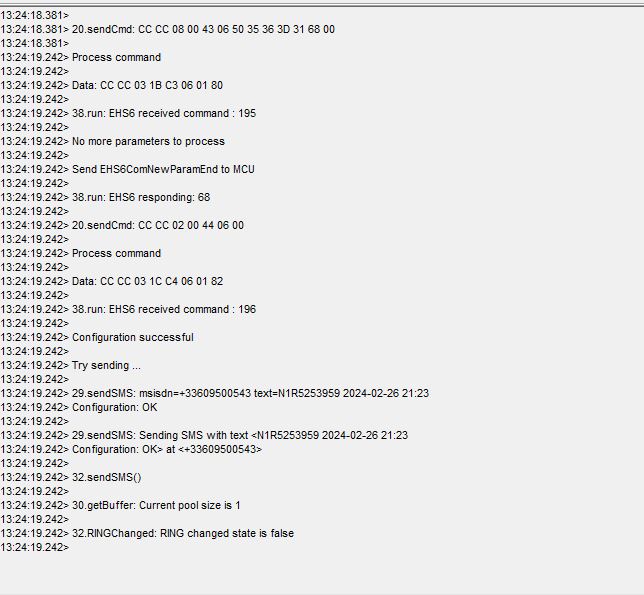 13:24:18.381>
13:24:18.381> 20.sendCmd: CC CC 08 00 43 06 50 35 36 3D 31 68 00
13:24:18.381>
13:24:19.242> Process command
13:24:19.242>
13:24:19.242> Data: CC CC 03 1B C3 06 01 80
13:24:19.242>
13:24:19.242> 38.run: EHS6 received command : 195
13:24:19.242>
13:24:19.242> No more parameters to process
13:24:19.242>
13:24:19.242> Send EHS6ComNewParamEnd to MCU
13:24:19.242>
13:24:19.242> 38.run: EHS6 responding: 68
13:24:19.242>
13:24:19.242> 20.sendCmd: CC CC 02 00 44 06 00
13:24:19.242>
13:24:19.242> Process command
13:24:19.242>
13:24:19.242> Data: CC CC 03 1C C4 06 01 82
13:24:19.242>
13:24:19.242> 38.run: EHS6 received command : 196
13:24:19.242>
13:24:19.242> Configuration successful
13:24:19.242>
13:24:19.242> Try sending ...
13:24:19.242>
13:24:19.242> 29.sendSMS: msisdn=+33609500543 text=N1R5253959 2024-02-26 21:23
13:24:19.242> Configuration: OK
13:24:19.242>
13:24:19.242> 29.sendSMS: Sending SMS with text <N1R5253959 2024-02-26 21:23
13:24:19.242> Configuration: OK> at <+33609500543>
13:24:19.242>
13:24:19.242> 32.sendSMS()
13:24:19.242>
13:24:19.242> 30.getBuffer: Current pool size is 1
13:24:19.242>
13:24:19.242> 32.RINGChanged: RING changed state is false
13:24:19.242>